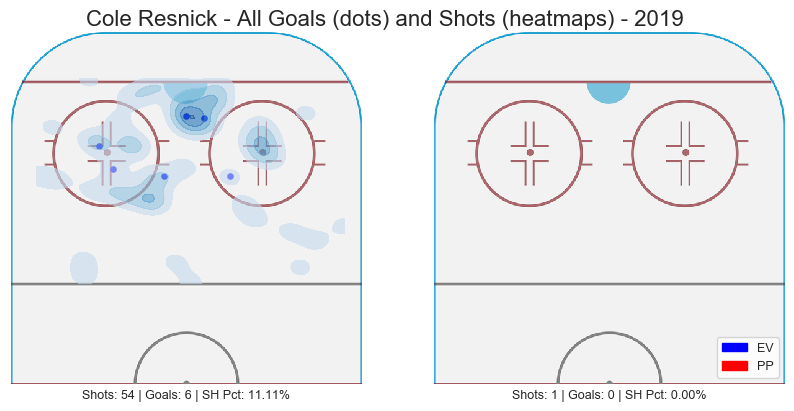 Cole Resnick - All Goals (dots) and Shots (heatmaps) - 2019
EV
PP
Shots: 54 | Goals: 6 | SH Pct: 11.11%
Shots: 1 | Goals: 0 | SH Pct: 0.00%